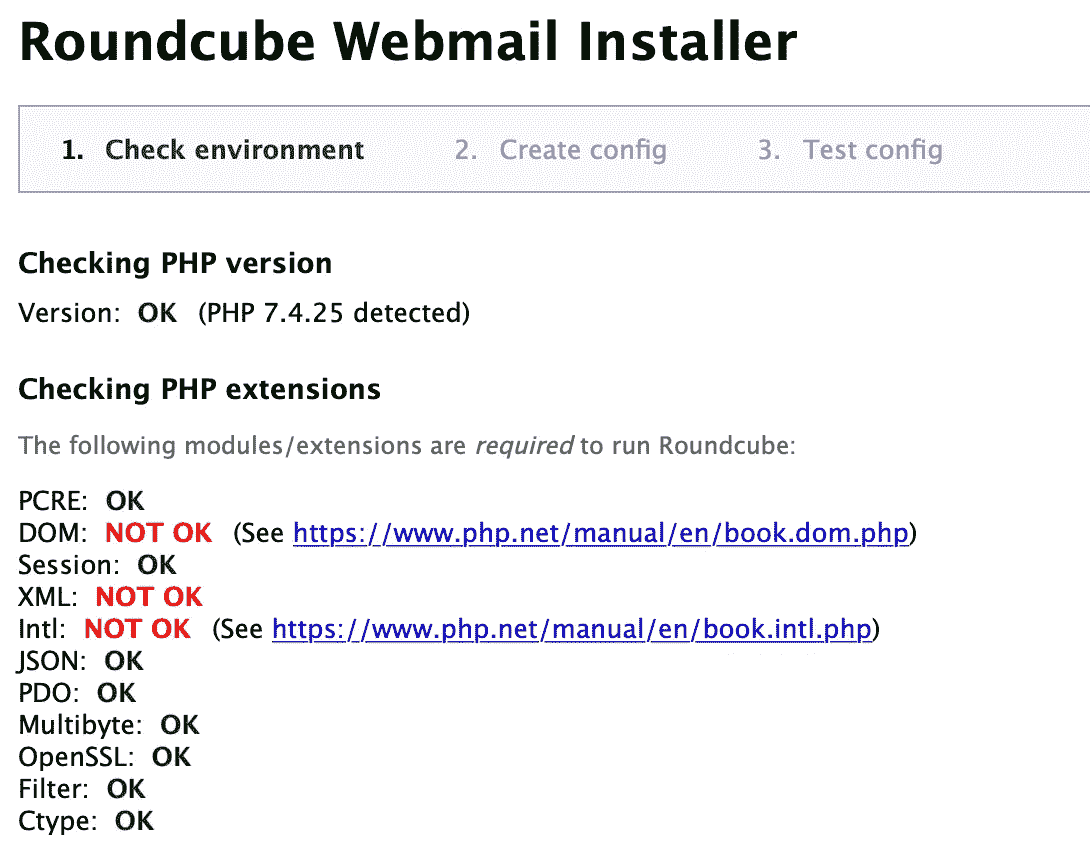 Roundcube Webmail Installer
1. Check environment 2. Create config 3. Test config
Checking PHP version
Version: OK (PHP 7.4.25 detected)
Checking PHP extensions
The following modules/extensions are required to run Roundcube:
PCRE: OK
DOM: NOT OK (See https://www.php.net/manual/en/book.dom.php)
Session: OK
XML: NOT OK
Intl: NOT OK (See https://www.php.net/manual/en/book.intl.php)
JSON: OK
PDO: OK
Multibyte: OK
OpenSSL: OK
Filter: OK
Ctype: OK